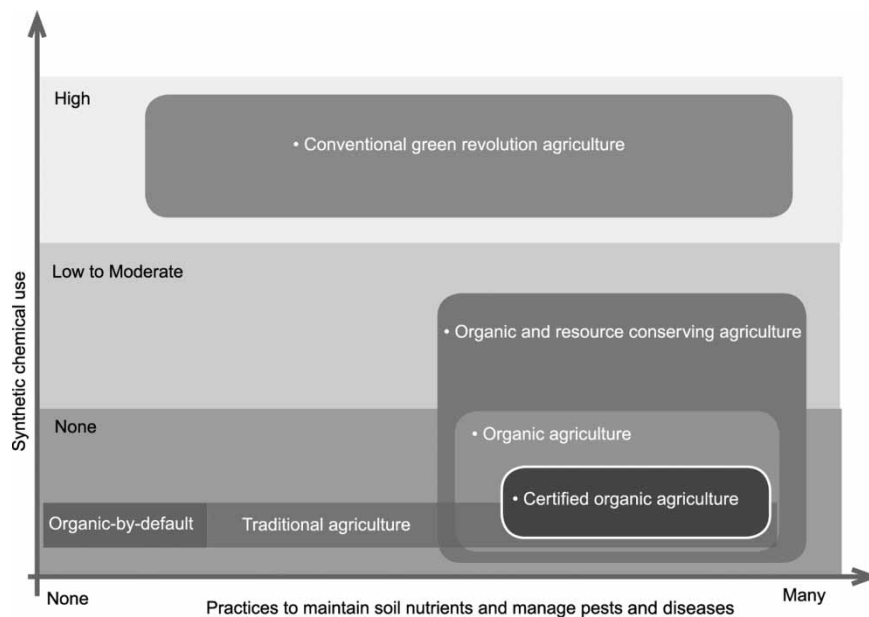 High
• Conventional green revolution agriculture
Low to Moderate
• Organic and resource conserving agriculture
None
• Organic agriculture
• Certified organic agriculture
Organic-by-default
Traditional agriculture
Synthetic chemical use
None
Many
Practices to maintain soil nutrients and manage pests and diseases